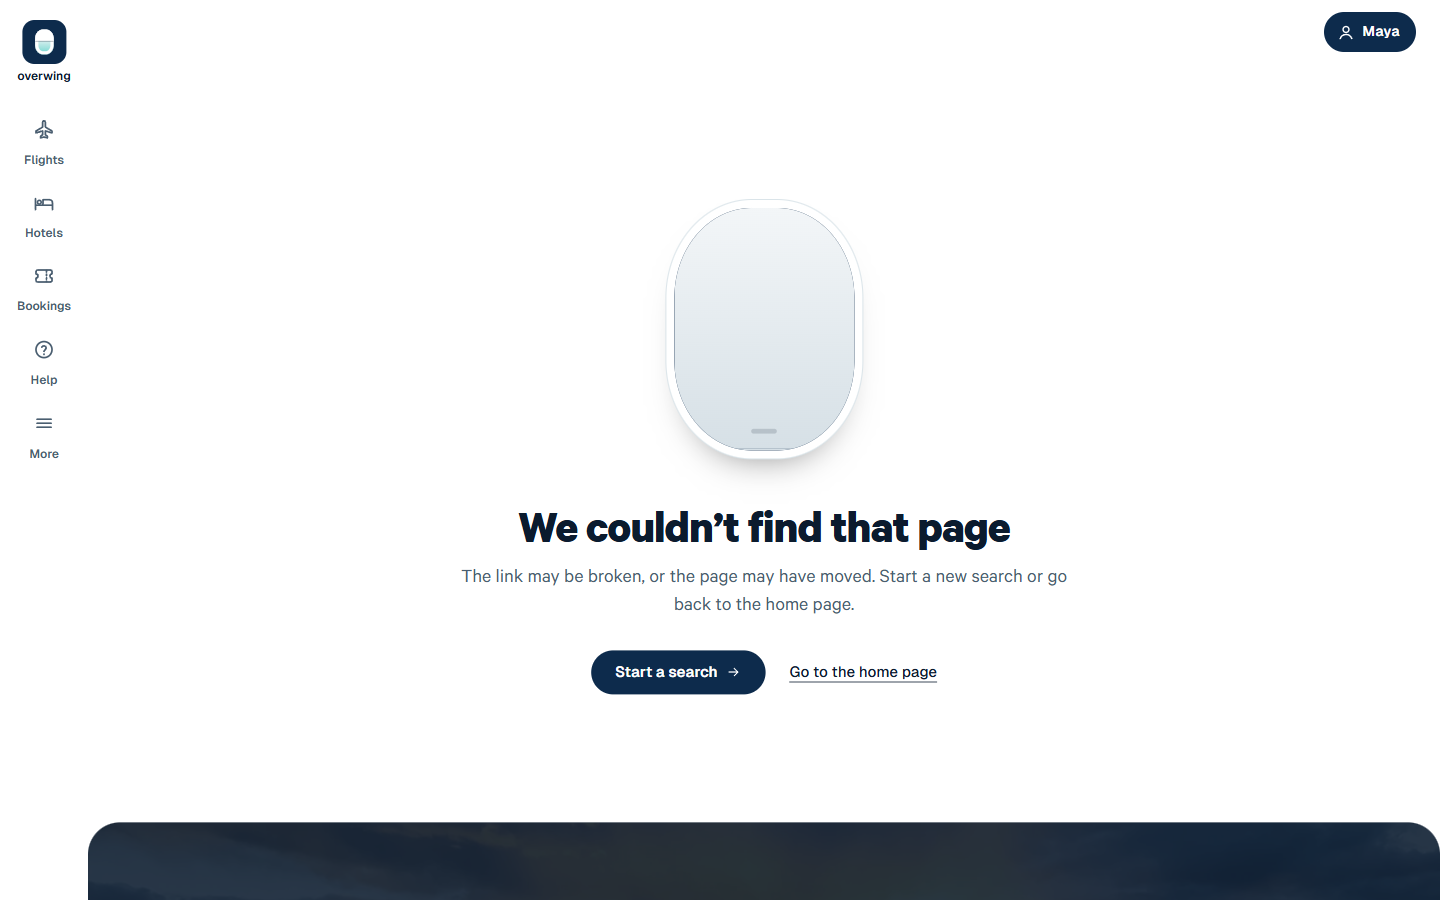 overwing
Flights
Hotels
Bookings
Help
More
Maya
We couldn’t find that page
The link may be broken, or the page may have moved. Start a new search or go
back to the home page.
Start a search
Go to the home page